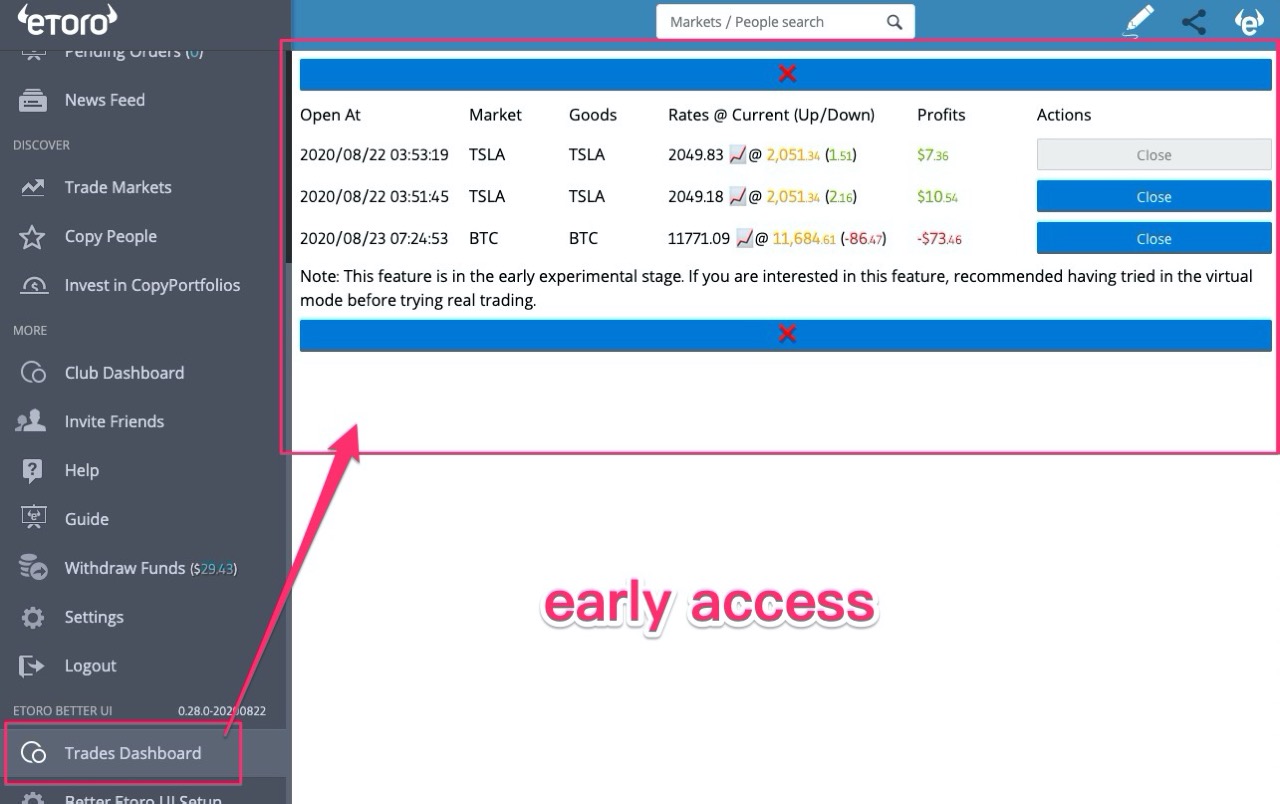 eTORO
Markets / People search
Pending Orders (0)
News Feed
DISCOVER
Trade Markets
Copy People
Invest in CopyPortfolios
MORE
Club Dashboard
Invite Friends
Help
Guide
Withdraw Funds ($29.43)
Settings
Logout
ETORO BETTER UI 0.28.0-20200822
Trades Dashboard
Better Etoro UI Setup
Open At Market Goods Rates @ Current (Up/Down) Profits Actions
2020/08/22 03:53:19 TSLA TSLA 2049.83 📈@ 2,051.34 (1.51) $7.36 Close
2020/08/22 03:51:45 TSLA TSLA 2049.18 📈@ 2,051.34 (2.16) $10.54 Close
2020/08/23 07:24:53 BTC BTC 11771.09 📈@ 11,684.61 (-86.47) -$73.46 Close
Note: This feature is in the early experimental stage. If you are interested in this feature, recommended having tried in the virtual
mode before trying real trading.
early access